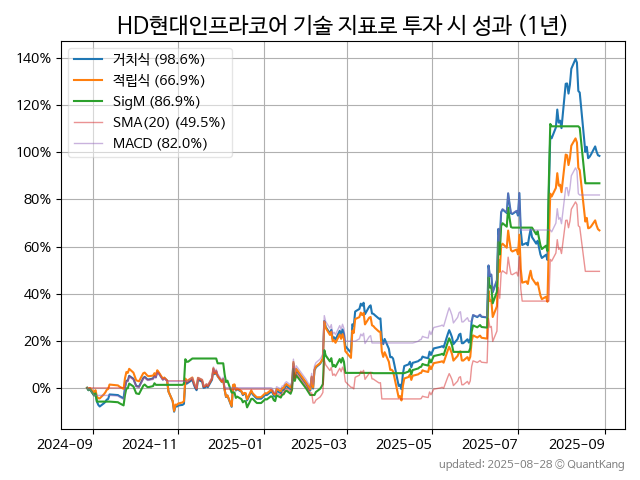 HD현대인프라코어 기술 지표로 투자 시 성과 (1년)
거치식 (98.6%)
적립식 (66.9%)
SigM (86.9%)
SMA(20) (49.5%)
MACD (82.0%)
140%
120%
100%
80%
60%
40%
20%
0%
2024-09 2024-11 2025-01 2025-03 2025-05 2025-07 2025-09
updated: 2025-08-28 © QuantKang